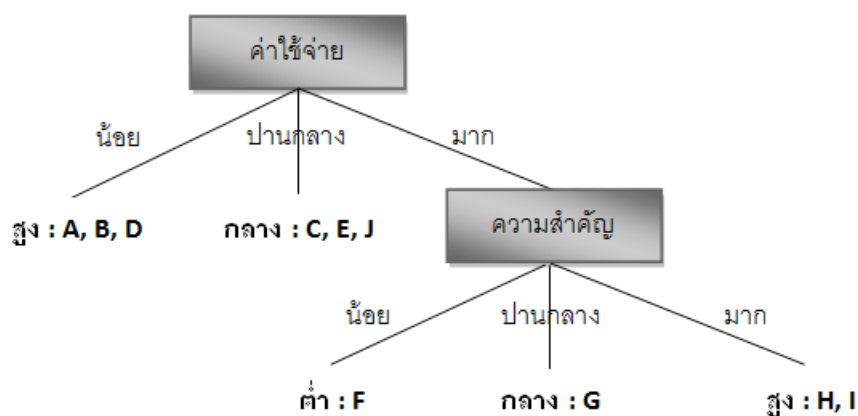 ค่าใช้จ่าย
น้อย
ปานกลาง
มาก
สูง : A, B, D
กลาง : C, E, J
ความสำคัญ
น้อย
ปานกลาง
มาก
ต่ำ : F
กลาง : G
สูง : H, I